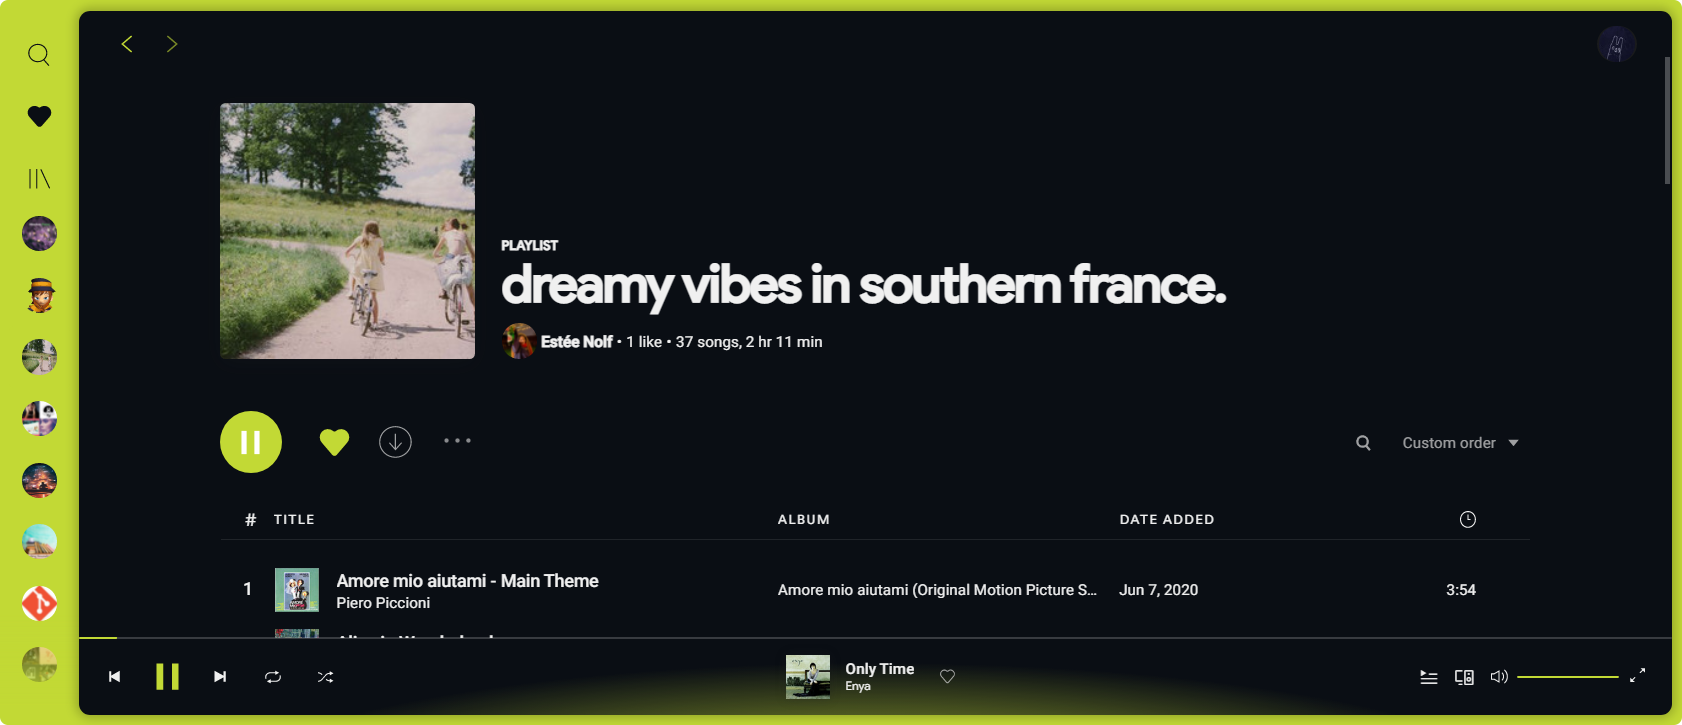 PLAYLIST
dreamy vibes in southern france.
Estée Nolf • 1 like • 37 songs, 2 hr 11 min
Custom order
# TITLE ALBUM DATE ADDED
1 Amore mio aiutami - Main Theme Amore mio aiutami (Original Motion Picture S... Jun 7, 2020 3:54
Piero Piccioni
Only Time
Enya